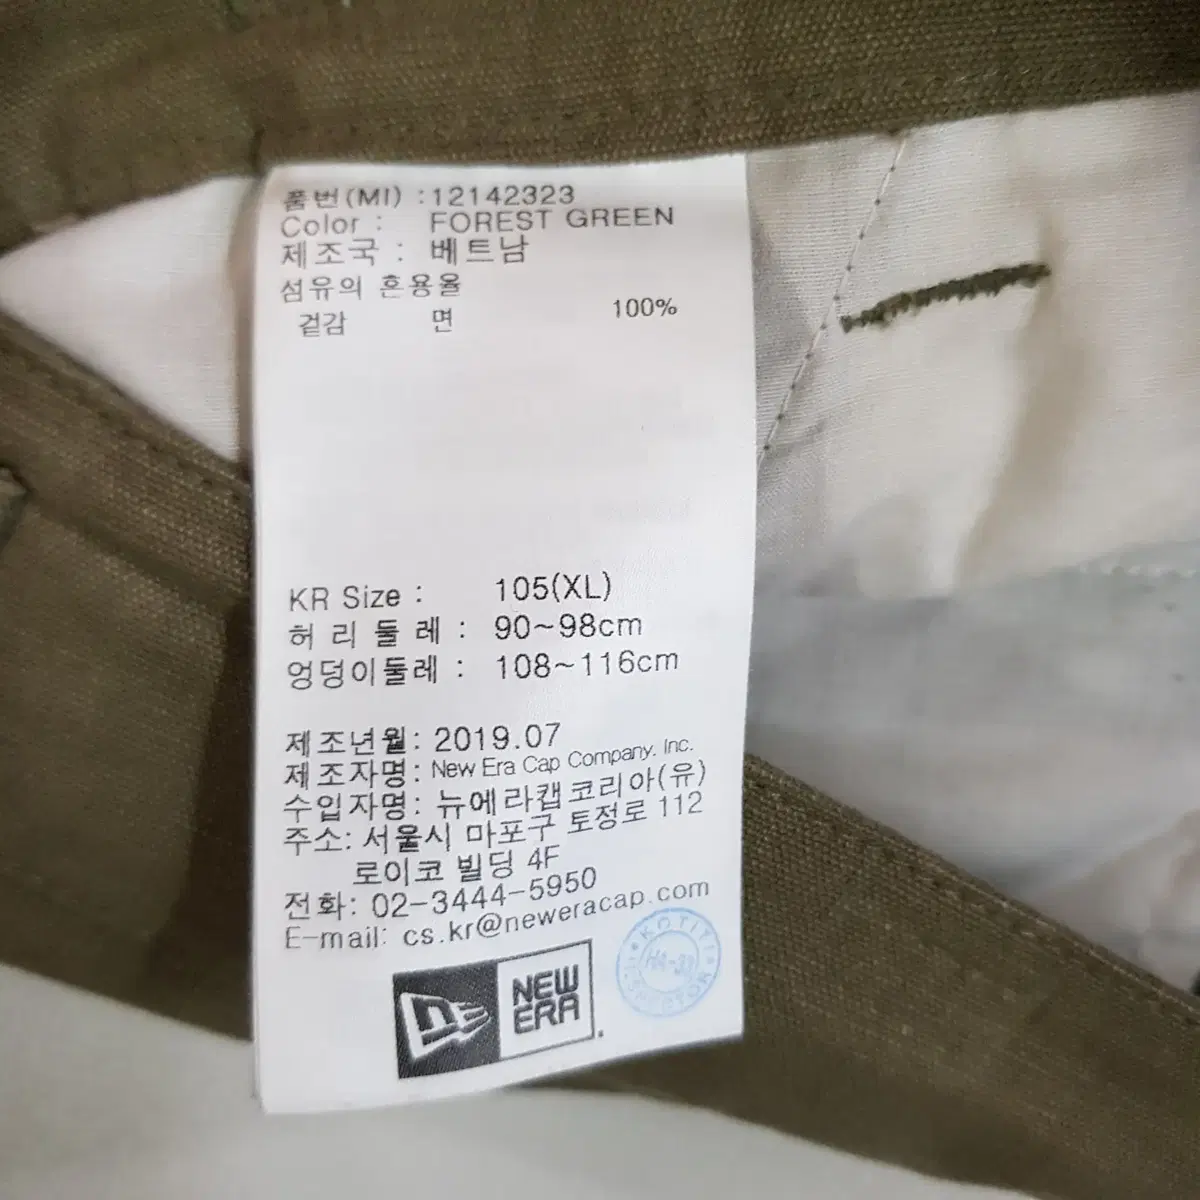 품번(MI) : 12142323
Color : FOREST GREEN
제조국 : 베트남
섬유의 혼용율
겉감 면 100%
KR Size : 105(XL)
허리둘레 : 90~98cm
엉덩이둘레 : 108~116cm
제조년월: 2019.07
제조자명: New Era Cap Company. Inc.
수입자명: 뉴에라캡코리아(유)
주소: 서울시 마포구 토정로 112
로이코 빌딩 4F
전화: 02-3444-5950
E-mail: cs.kr@neweracap.com
NEW
ERA
KOTITI
INSPECTOR